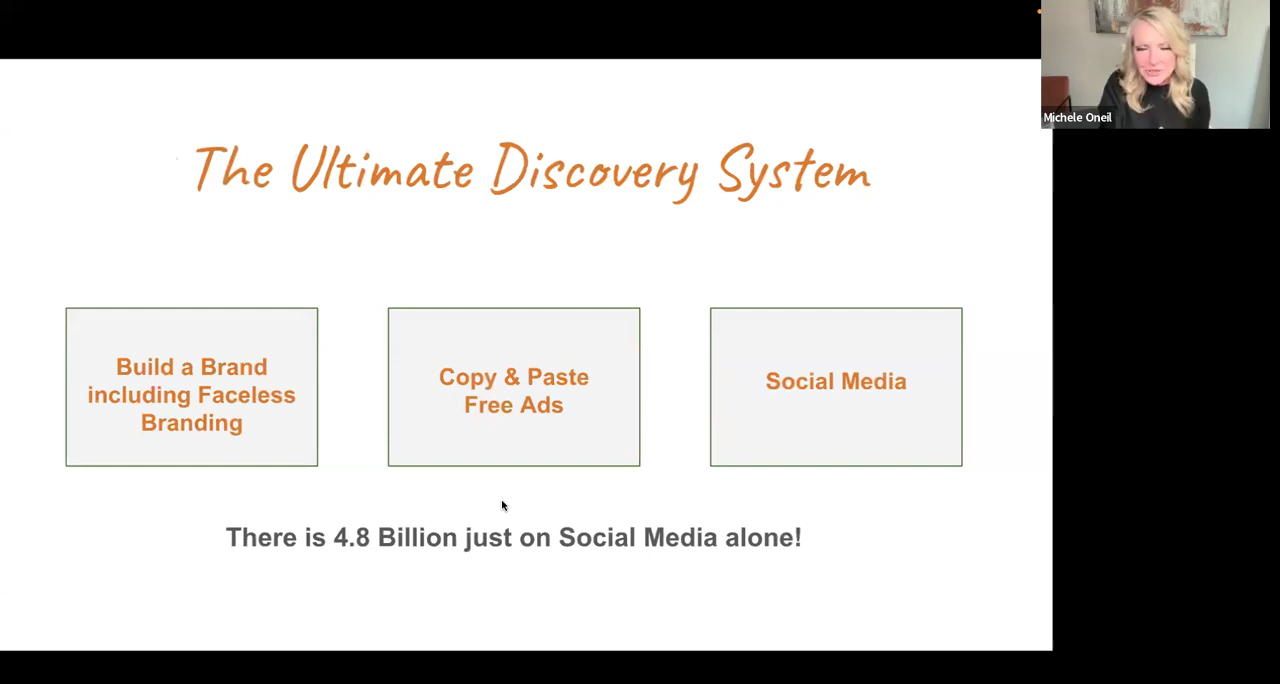 Michele Oneil
The Ultimate Discovery System
Build a Brand
including Faceless
Branding
Copy & Paste
Free Ads
Social Media
There is 4.8 Billion just on Social Media alone!